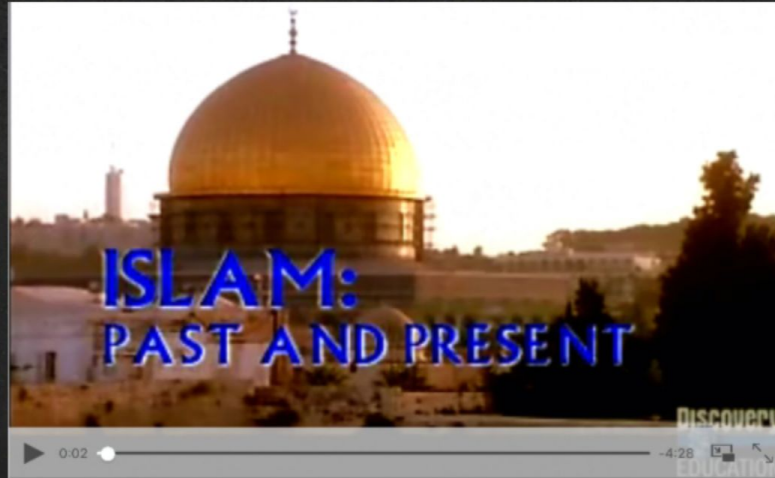 ISLAM:
PAST AND PRESENT
Discovery
EDUCATION
0:02
-4:28